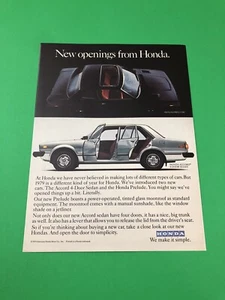 New openings from Honda.
At Honda we have never believed in making lots of different types of cars. But
1979 is a different kind of year for Honda. We've introduced two new
cars. The Accord 4 Door Sedan and the Honda Prelude. You might say we've
opened things up a bit. Literally.
Our new Prelude boasts a power-operated, tinted glass moonroof as standard
equipment. The moonroof comes with a manual sunshade, like the window
shade on a jetliner.
Not only does our new Accord sedan have four doors, it has a nice, big trunk
as well. It also has a lever that allows you to release the lid from the driver's seat.
So if you're thinking about buying a new car, take a close look at our new
Hondas. And open the door to simplicity.
HONDA
We make it simple.